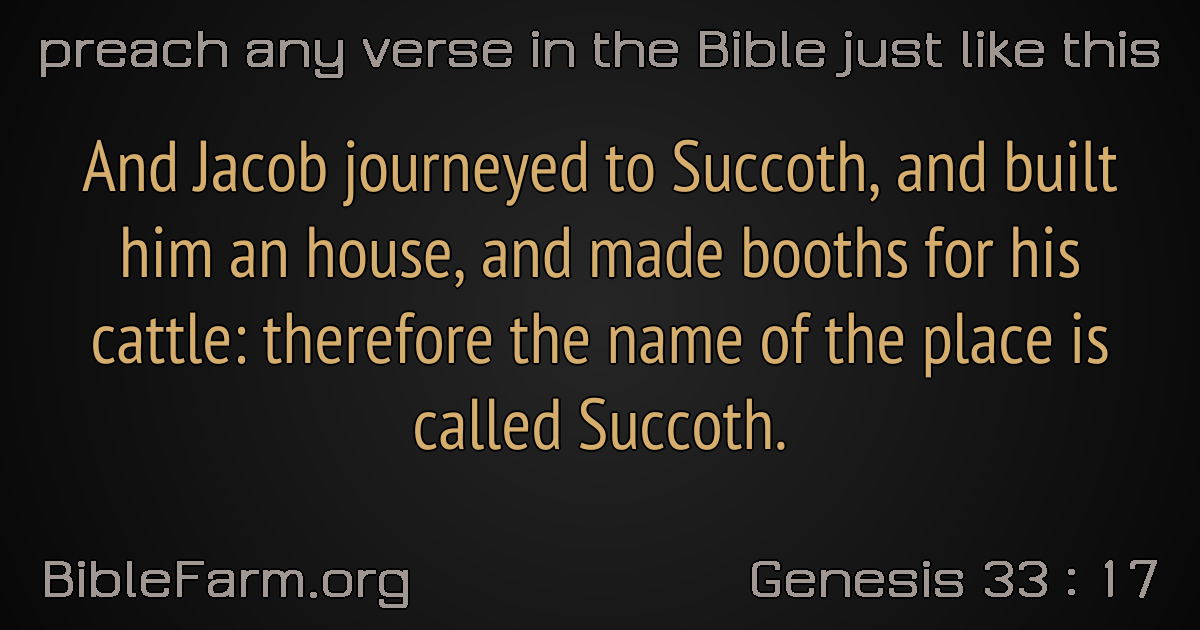 preach any verse in the Bible just like this
And Jacob journeyed to Succoth, and built
him an house, and made booths for his
cattle: therefore the name of the place is
called Succoth.
BibleFarm.org
Genesis 33 : 17